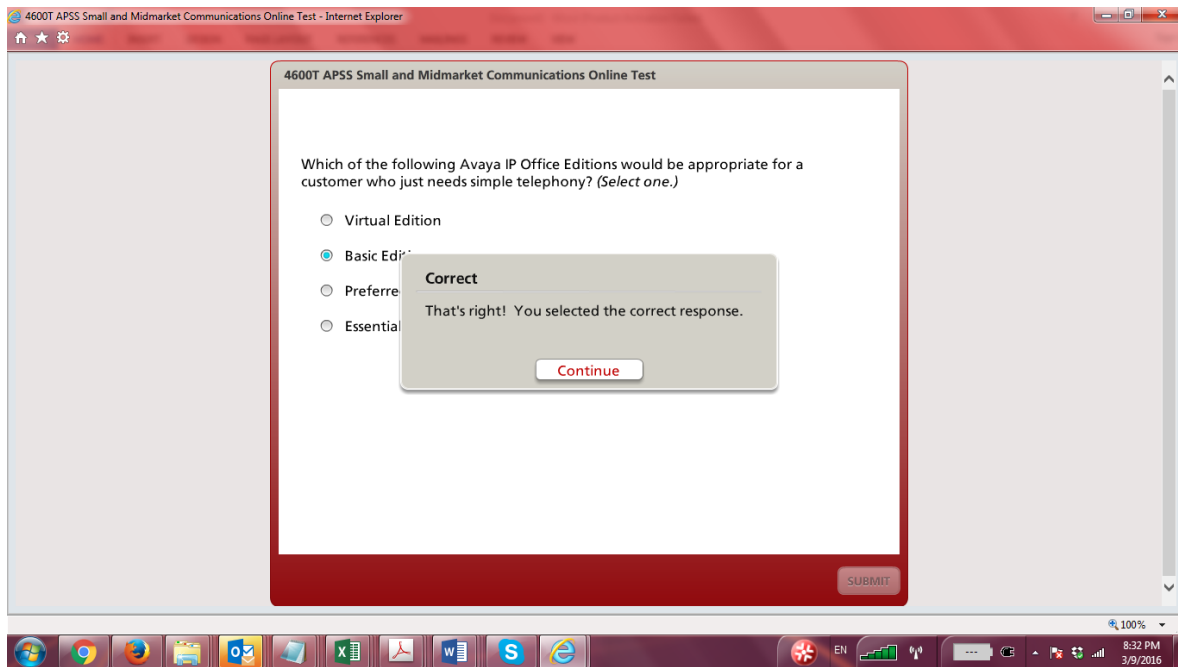 4600T APSS Small and Midmarket Communications Online Test - Internet Explorer
4600T APSS Small and Midmarket Communications Online Test
Which of the following Avaya IP Office Editions would be appropriate for a
customer who just needs simple telephony? (Select one.)
Virtual Edition
Basic Edit
Preferre
Essential
Correct
That's right! You selected the correct response.
Continue
SUBMIT
100%
EN
8:32 PM
3/9/2016